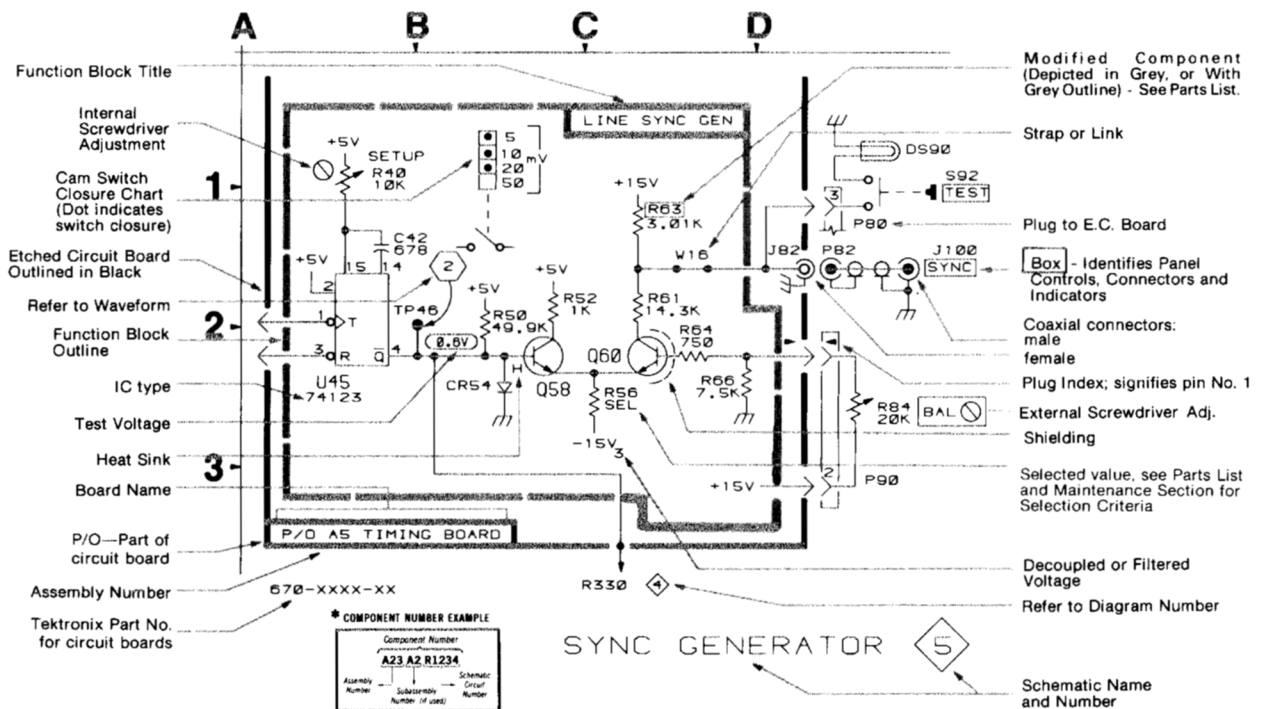 A
B
C
D
Function Block Title
Internal
Screwdriver
Adjustment
Cam Switch
Closure Chart
(Dot indicates
switch closure)
Etched Circuit Board
Outlined in Black
Refer to Waveform
Function Block
Outline
IC type
Test Voltage
Heat Sink
Board Name
P/O—Part of
circuit board
Assembly Number
Tektronix Part No.
for circuit boards
1
2
3
LINE SYNC GEN
+5V
SETUP
R40
10K
5
10
20
50
mV
C42
678
+5V
15
14
2
1
T
3
R
Q̅
4
U45
74123
2
TP46
0.6V
+5V
R50
49.9K
CR54
H
+5V
R52
1K
Q58
Q60
+15V
R63
3.01K
W16
R61
14.3K
R64
750
R66
7.5K
R56
SEL
-15V
3
+15V
P/O A5 TIMING BOARD
670-XXXX-XX
R330
4
DS90
S92
TEST
3
P80
J82
P82
J100
SYNC
R84
20K
BAL
2
P90
Modified Component
(Depicted in Grey, or With
Grey Outline) - See Parts List.
Strap or Link
Plug to E.C. Board
Box - Identifies Panel
Controls, Connectors and
Indicators
Coaxial connectors:
male
female
Plug Index; signifies pin No. 1
External Screwdriver Adj.
Shielding
Selected value, see Parts List
and Maintenance Section for
Selection Criteria
Decoupled or Filtered
Voltage
Refer to Diagram Number
* COMPONENT NUMBER EXAMPLE
Component Number
A23 A2 R1234
Assembly
Number
Subassembly
Number (if used)
Schematic
Circuit
Number
SYNC GENERATOR
5
Schematic Name
and Number